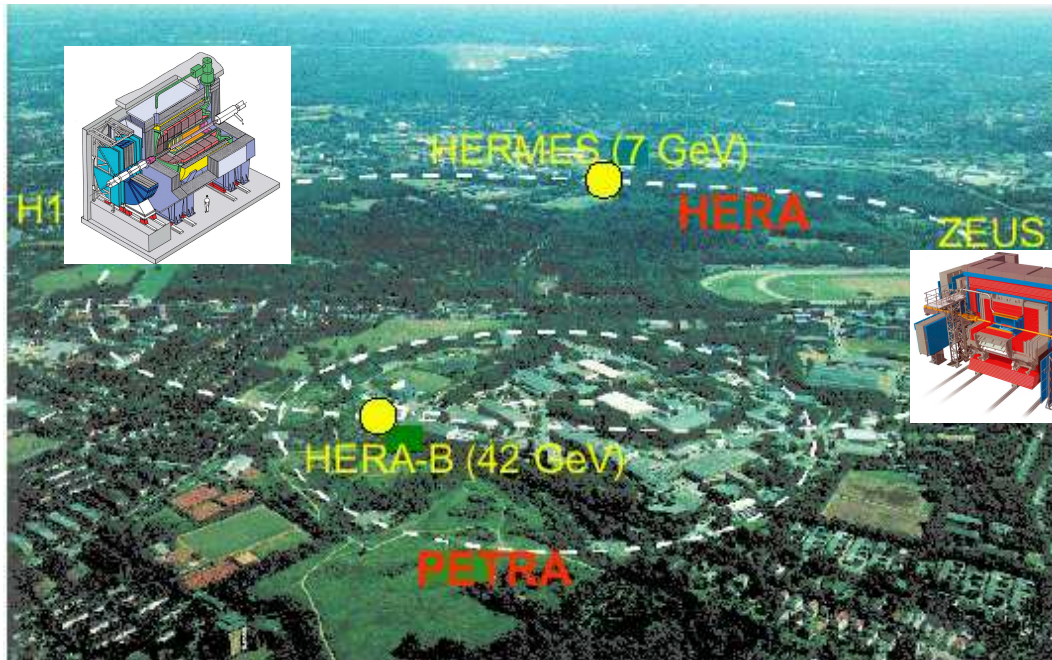 HERMES (7 GeV)
H1
HERA
ZEUS
HERA-B (42 GeV)
PETRA